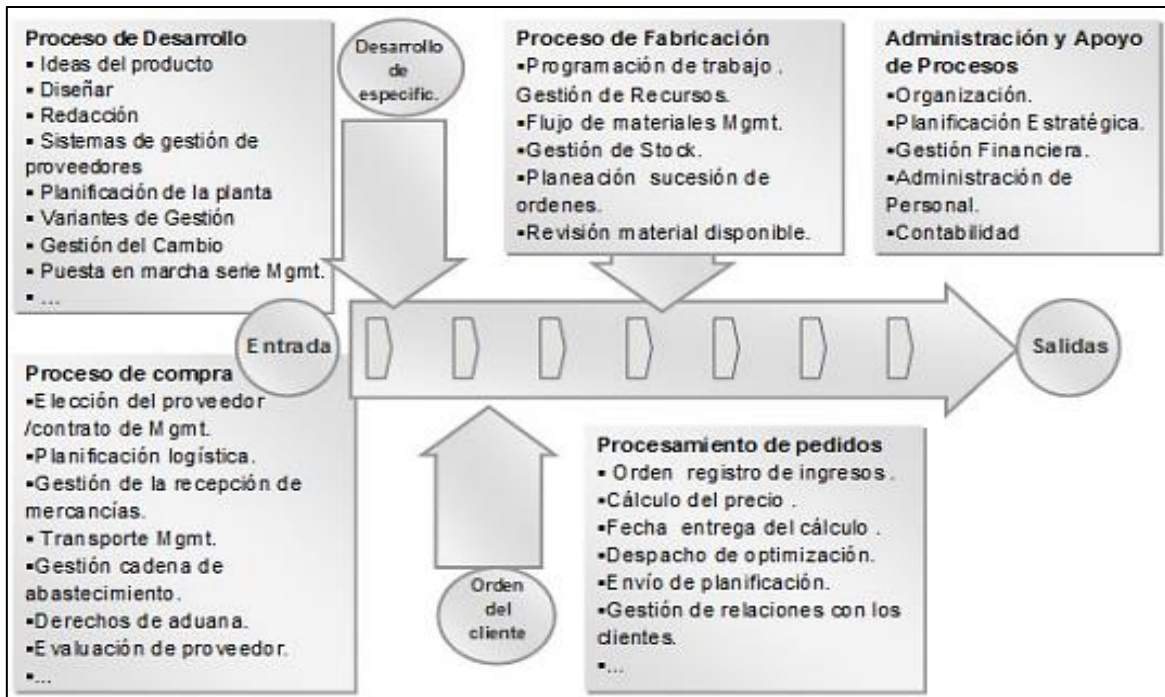 Proceso de Desarrollo
▪ Ideas del producto
▪ Diseñar
▪ Redacción
▪ Sistemas de gestión de
proveedores
▪ Planificación de la planta
▪ Variantes de Gestión
▪ Gestión del Cambio
▪ Puesta en marcha serie Mgmt.
▪ ...
Desarrollo
de
especific.
Proceso de Fabricación
▪Programación de trabajo .
Gestión de Recursos.
▪Flujo de materiales Mgmt.
▪Gestión de Stock.
▪Planeación sucesión de
ordenes.
▪Revisión material disponible.
Administración y Apoyo
de Procesos
▪Organización.
▪Planificación Estratégica.
▪Gestión Financiera.
▪Administración de
Personal.
▪Contabilidad
Entrada
Salidas
Proceso de compra
▪Elección del proveedor
/contrato de Mgmt.
▪Planificación logística.
▪Gestión de la recepción de
mercancías.
▪ Transporte Mgmt.
▪Gestión cadena de
abastecimiento.
▪Derechos de aduana.
▪Evaluación de proveedor.
▪...
Orden
del
cliente
Procesamiento de pedidos
▪ Orden registro de ingresos .
▪Cálculo del precio .
▪Fecha entrega del cálculo .
▪Despacho de optimización.
▪Envío de planificación.
▪Gestión de relaciones con los
clientes.
▪...